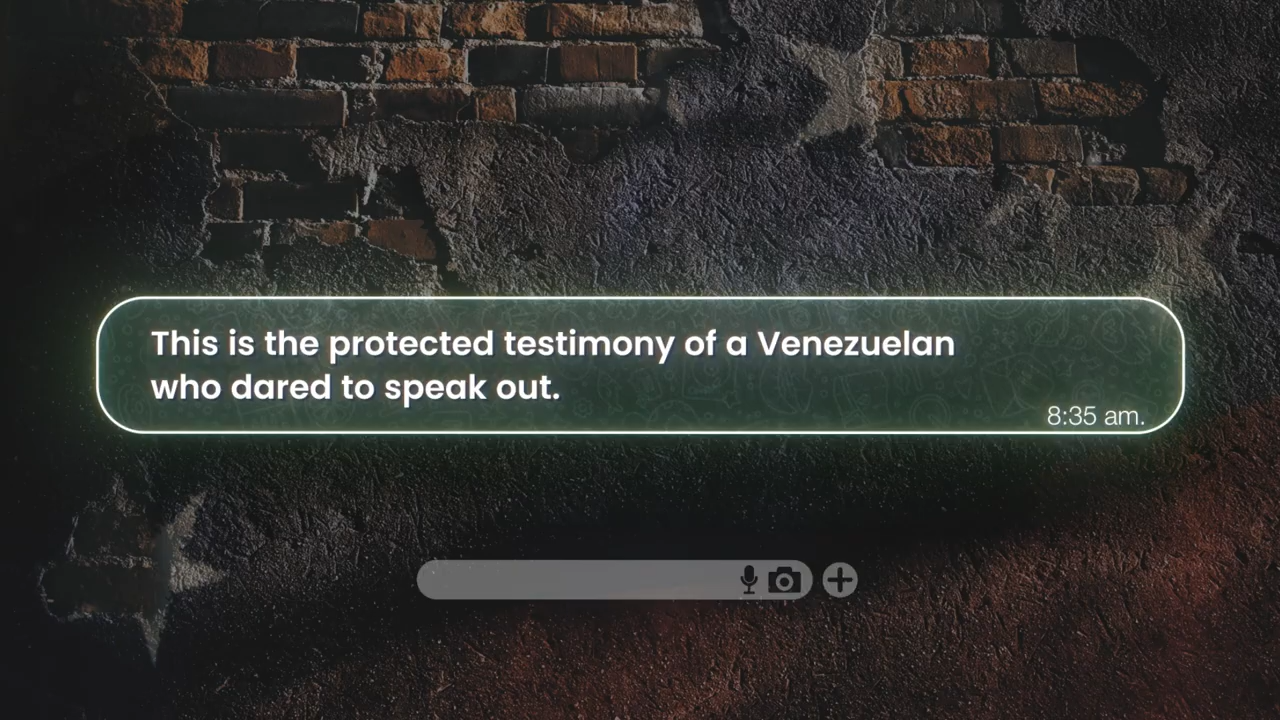 This is the protected testimony of a Venezuelan
who dared to speak out.
8:35 am.